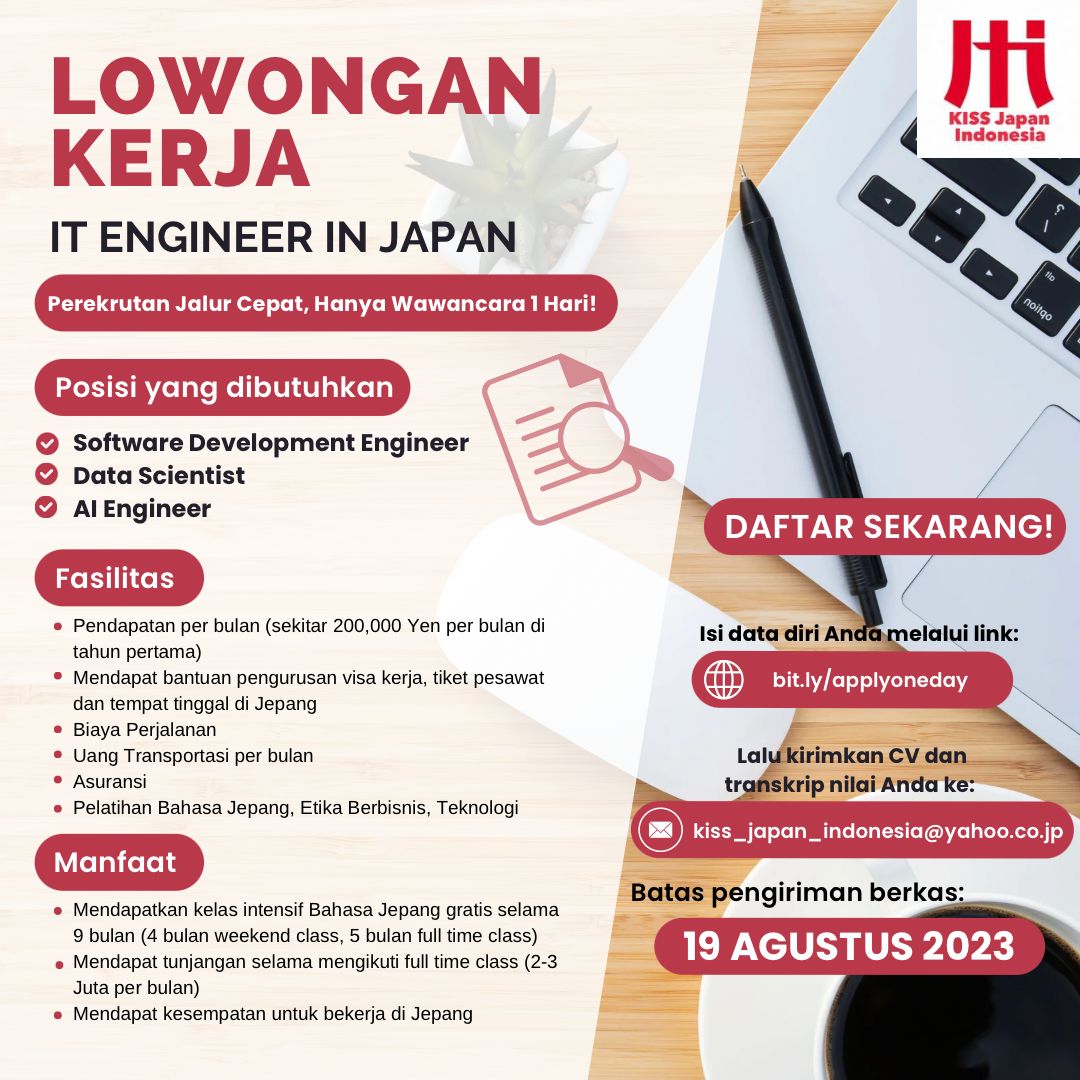 LOWONGAN
KERJA
IT ENGINEER IN JAPAN
Perekrutan Jalur Cepat, Hanya Wawancara 1 Hari!
Posisi yang dibutuhkan
Software Development Engineer
Data Scientist
AI Engineer
Fasilitas
Pendapatan per bulan (sekitar 200,000 Yen per bulan di
tahun pertama)
Mendapat bantuan pengurusan visa kerja, tiket pesawat
dan tempat tinggal di Jepang
Biaya Perjalanan
Uang Transportasi per bulan
Asuransi
Pelatihan Bahasa Jepang, Etika Berbisnis, Teknologi
Manfaat
Mendapatkan kelas intensif Bahasa Jepang gratis selama
9 bulan (4 bulan weekend class, 5 bulan full time class)
Mendapat tunjangan selama mengikuti full time class (2-3
Juta per bulan)
Mendapat kesempatan untuk bekerja di Jepang
KISS Japan
Indonesia
option
DAFTAR SEKARANG!
Isi data diri Anda melalui link:
bit.ly/applyoneday
Lalu kirimkan CV dan
transkrip nilai Anda ke:
kiss_japan_indonesia@yahoo.co.jp
Batas pengiriman berkas:
19 AGUSTUS 2023